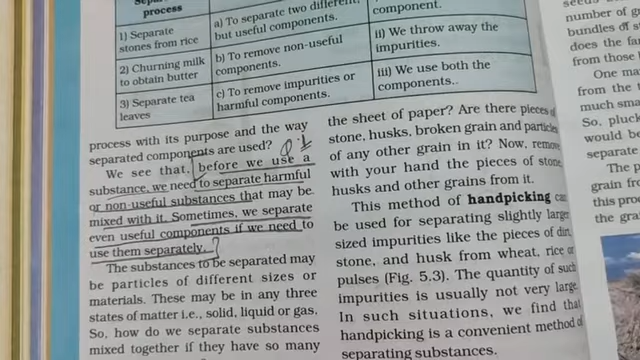 process
a) To separate two different,
but useful components.
component.
1) Separate
stones from rice
b) To remove non-useful
components.
ii) We throw away the
impurities.
2) Churning milk
to obtain butter
c) To remove impurities or
harmful components.
iii) We use both the
components..
3) Separate tea
leaves
process with its purpose and the way
separated components are used?
We see that, before we use a
substance, we need to separate harmful
or non-useful substances that may be
mixed with it. Sometimes, we separate
even useful components if we need to
use them separately.
The substances to be separated may
be particles of different sizes or
materials. These may be in any three
states of matter i.e., solid, liquid or gas.
So, how do we separate substances
mixed together if they have so many
the sheet of paper? Are there pieces of
stone, husks, broken grain and particles
of any other grain in it? Now, remove
with your hand the pieces of stone,
husks and other grains from it.
This method of handpicking can
be used for separating slightly larger
sized impurities like the pieces of dirt,
stone, and husk from wheat, rice or
pulses (Fig. 5.3). The quantity of such
impurities is usually not very large.
In such situations, we find that
handpicking is a convenient method of
separating substances.
number of
bundles of
does the
from those
One
from the
much
So, pluck
would be
separate
The
grain
this
the